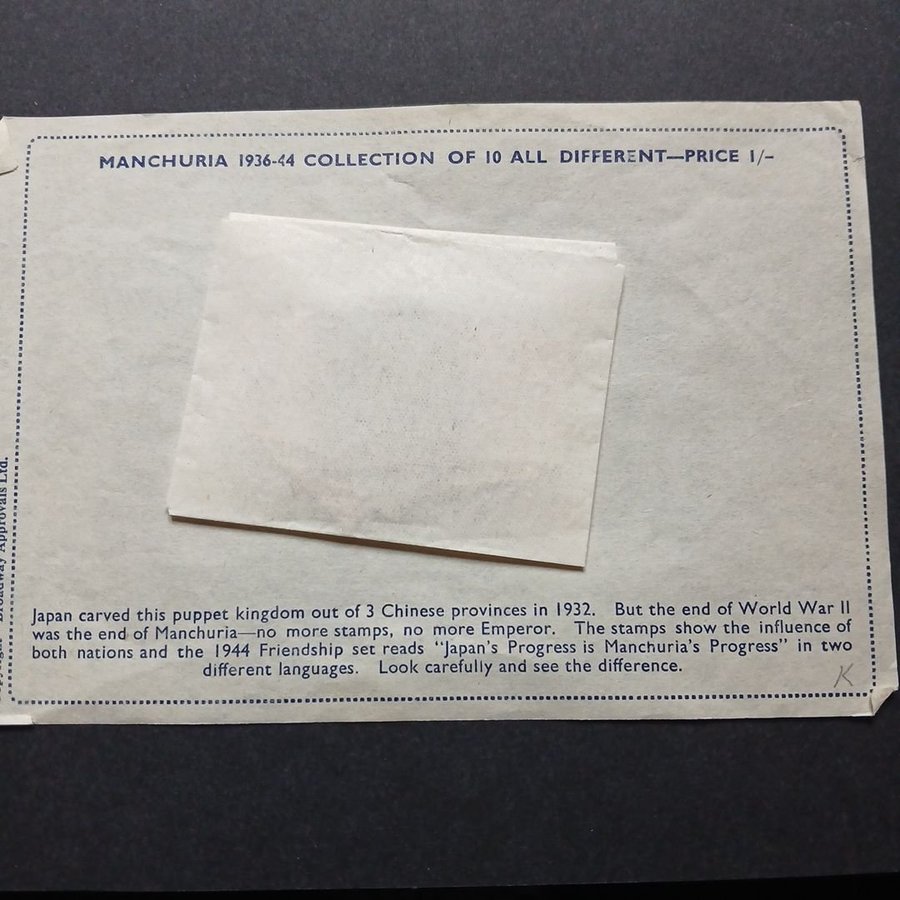 MANCHURIA 1936-44 COLLECTION OF 10 ALL DIFFERENT—PRICE 1/-
Japan carved this puppet kingdom out of 3 Chinese provinces in 1932. But the end of World War II
was the end of Manchuria—no more stamps, no more Emperor. The stamps show the influence of
both nations and the 1944 Friendship set reads "Japan's Progress is Manchuria's Progress" in two
different languages. Look carefully and see the difference.
K
Broadway Approvals Ltd.